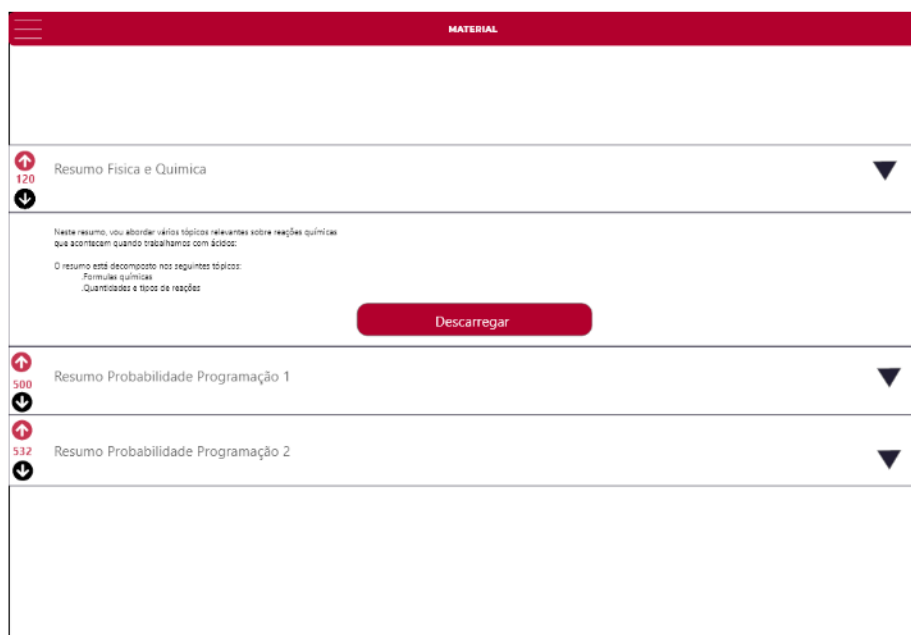 MATERIAL
120
Resumo Fisica e Quimica
Neste resumo, vou abordar vários tópicos relevantes sobre reações químicas
que acontecem quando trabalhamos com ácidos:
O resumo está decomposto nos seguintes tópicos:
.Formulas químicas
.Quantidades e tipos de reações
Descarregar
500
Resumo Probabilidade Programação 1
532
Resumo Probabilidade Programação 2